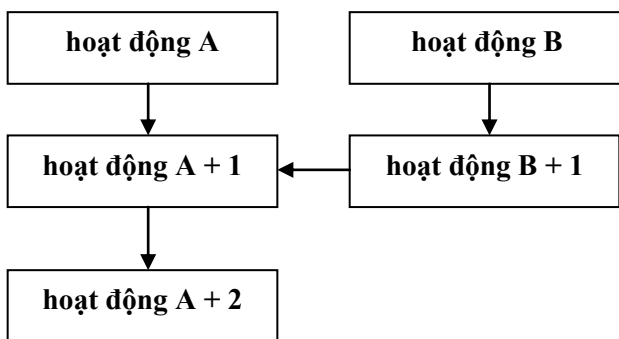 hoạt động A
hoạt động B
hoạt động A + 1
hoạt động B + 1
hoạt động A + 2